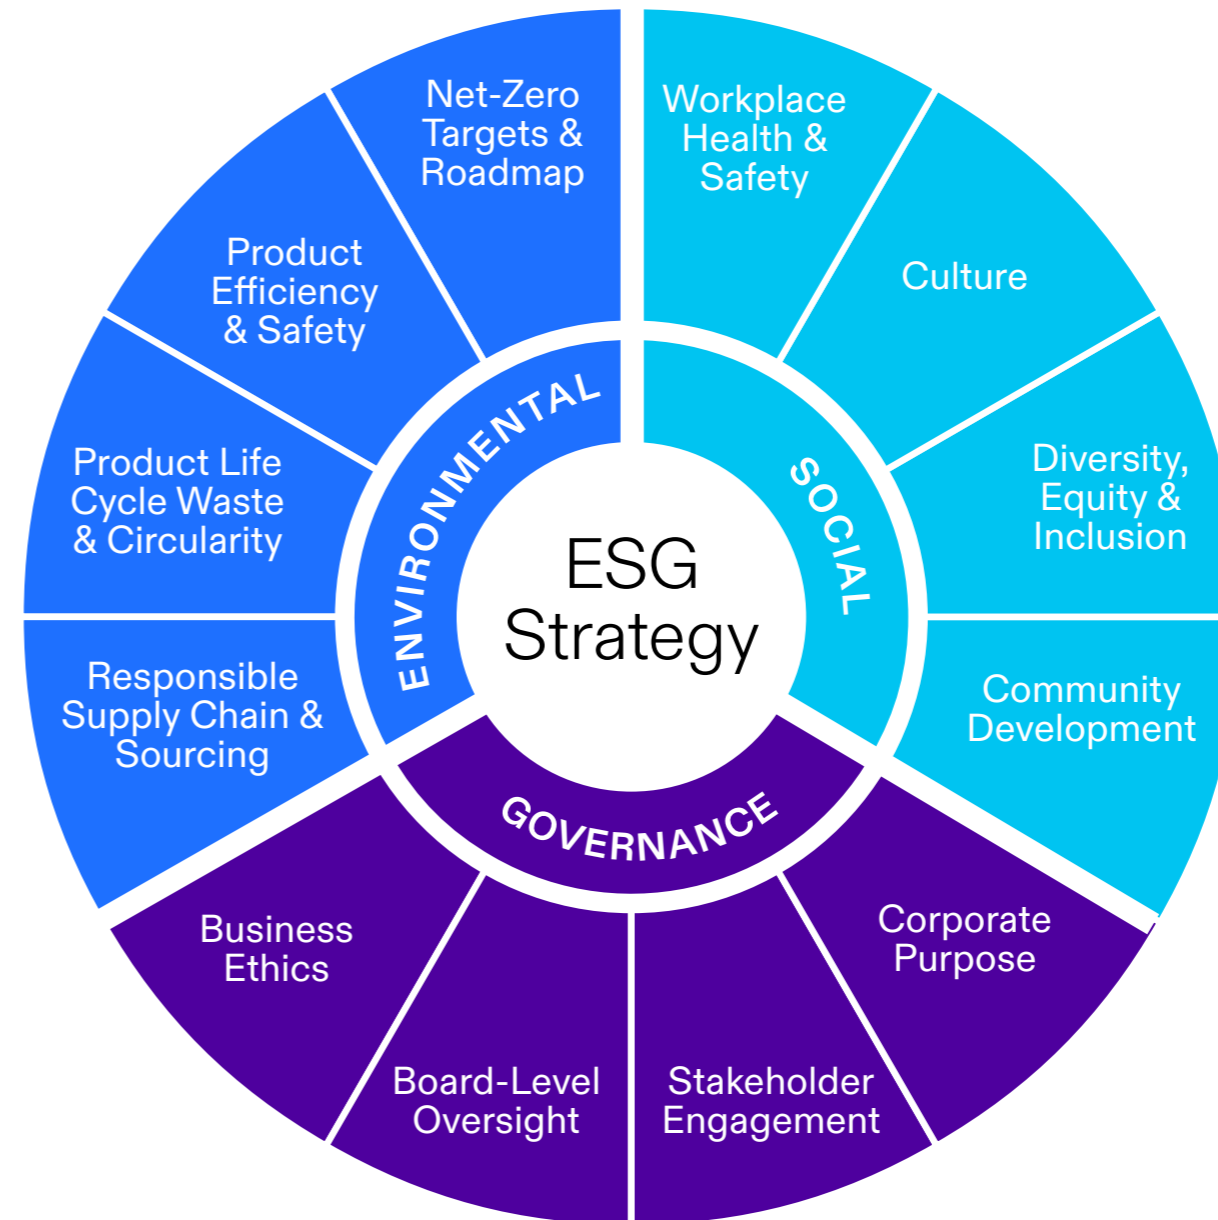 Net-Zero
Targets &
Roadmap
Workplace
Health &
Safety
Product
Efficiency
& Safety
Culture
Product Life
Cycle Waste
& Circularity
Diversity,
Equity &
Inclusion
ENVIRONMENTAL
SOCIAL
ESG
Strategy
Responsible
Supply Chain &
Sourcing
Community
Development
GOVERNANCE
Business
Ethics
Corporate
Purpose
Board-Level
Oversight
Stakeholder
Engagement